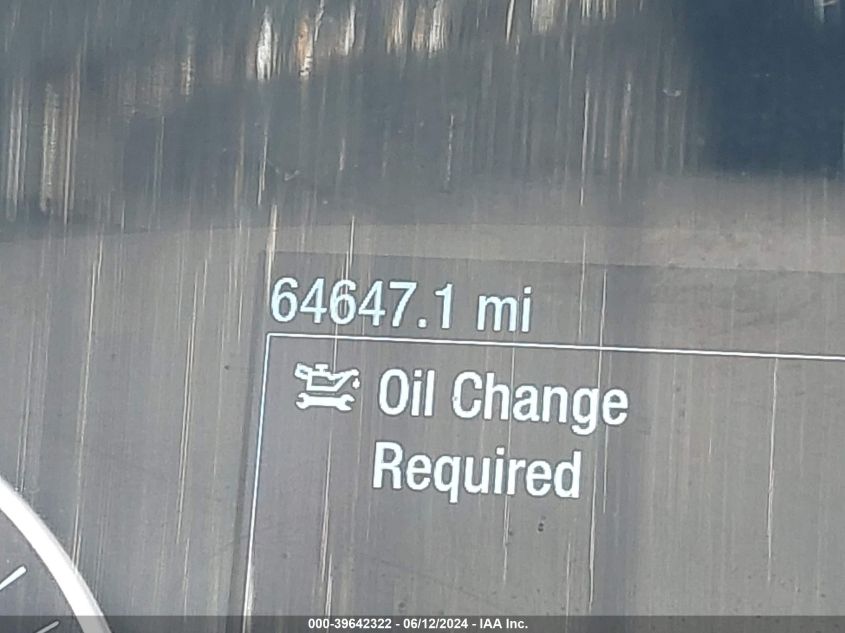 64647.1 mi
Oil Change
Required
000-39642322 - 06/12/2024 - IAA Inc.